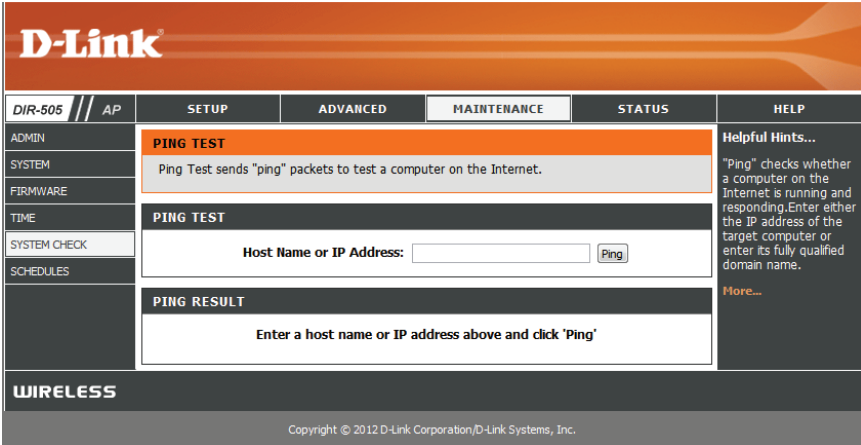 D-Link
DIR-505 // AP
SETUP
ADVANCED
MAINTENANCE
STATUS
HELP
ADMIN
SYSTEM
FIRMWARE
TIME
SYSTEM CHECK
SCHEDULES
PING TEST
Ping Test sends "ping" packets to test a computer on the Internet.
PING TEST
Host Name or IP Address:
Ping
PING RESULT
Enter a host name or IP address above and click 'Ping'
Helpful Hints...
"Ping" checks whether
a computer on the
Internet is running and
responding.Enter either
the IP address of the
target computer or
enter its fully qualified
domain name.
More...
WIRELESS
Copyright © 2012 D-Link Corporation/D-Link Systems, Inc.